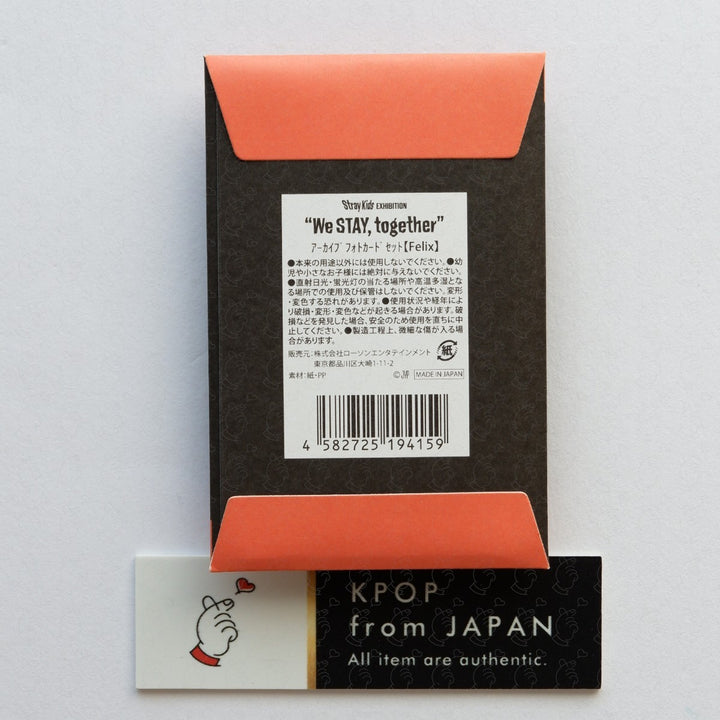 Stray Kids EXHIBITION
“We STAY, together”
アーカイブ フォトカード セット【Felix】
●本来の用途以外には使用しないでください。●幼
児や小さなお子様には絶対に与えないでください。
●直射日光・蛍光灯の当たる場所や高温多湿とな
る場所での使用及び保管はしないでください。変形
・変色する恐れがあります。●使用状況や経年によ
り破損・変形・変色などが起きる場合があります。破
損などを発見した場合、安全のため使用を直ちに中
止してください。●製造工程上、微細な傷が入る場
合があります。
販売元:株式会社ローソンエンタテインメント
東京都品川区大崎1-11-2
紙
素材:紙・PP
©JYP
MADE IN JAPAN
4 582725 194159
KPOP
from JAPAN
All item are authentic.